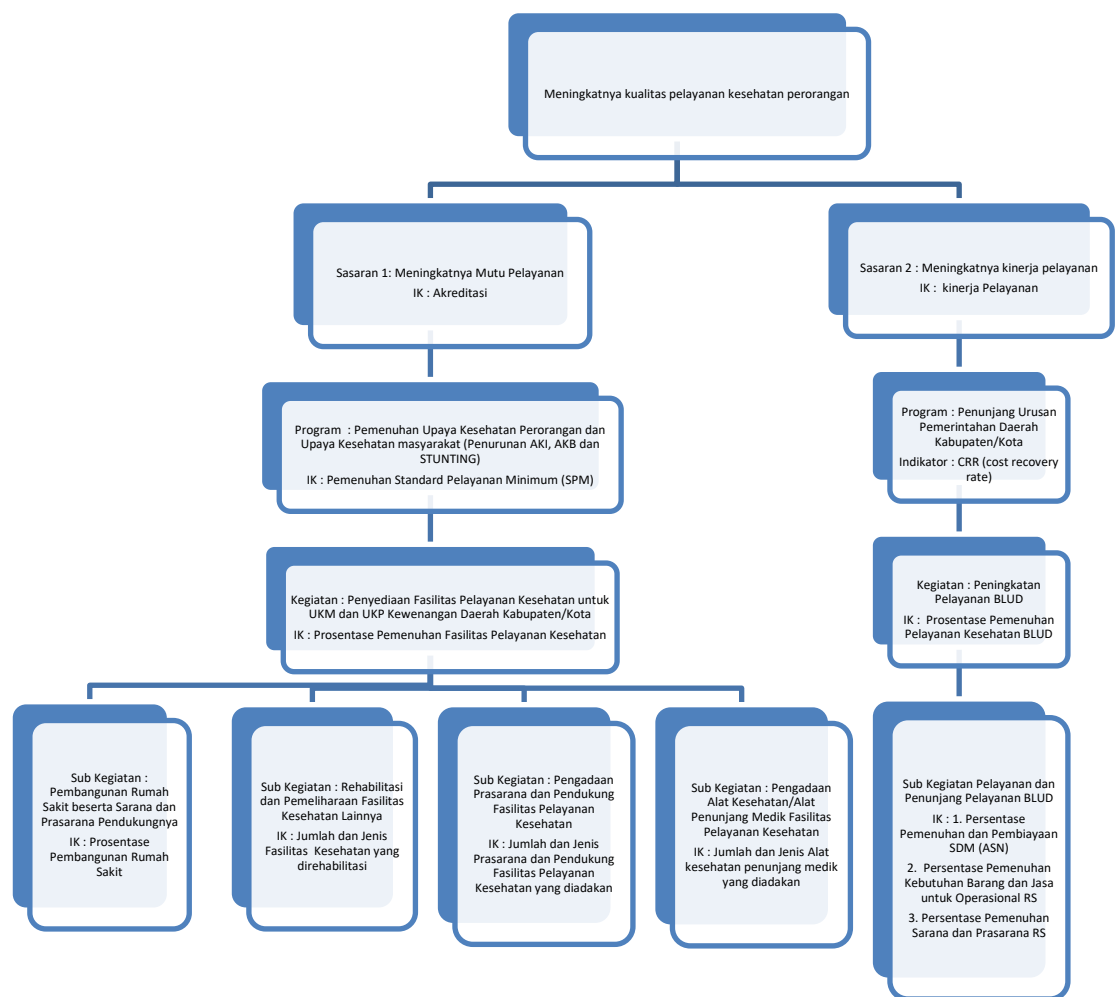 Meningkatnya kualitas pelayanan kesehatan perorangan
Sasaran 1: Meningkatnya Mutu Pelayanan
IK : Akreditasi
Sasaran 2 : Meningkatnya kinerja pelayanan
IK :  kinerja Pelayanan
Program  : Pemenuhan Upaya Kesehatan Perorangan dan
Upaya Kesehatan masyarakat (Penurunan AKI, AKB dan
STUNTING)
IK : Pemenuhan Standard Pelayanan Minimum (SPM)
Program : Penunjang Urusan
Pemerintahan Daerah
Kabupaten/Kota
Indikator : CRR (cost recovery
rate)
Kegiatan : Penyediaan Fasilitas Pelayanan Kesehatan untuk
UKM dan UKP Kewenangan Daerah Kabupaten/Kota
IK : Prosentase Pemenuhan Fasilitas Pelayanan Kesehatan
Kegiatan : Peningkatan
Pelayanan BLUD
IK :  Prosentase Pemenuhan
Pelayanan Kesehatan BLUD
Sub Kegiatan :
Pembangunan Rumah
Sakit beserta Sarana dan
Prasarana Pendukungnya
IK : Prosentase
Pembangunan Rumah
Sakit
Sub Kegiatan : Rehabilitasi
dan Pemeliharaan Fasilitas
Kesehatan Lainnya
IK : Jumlah dan Jenis
Fasilitas  Kesehatan yang
direhabilitasi
Sub Kegiatan : Pengadaan
Prasarana dan Pendukung
Fasilitas Pelayanan
Kesehatan
IK : Jumlah dan Jenis
Prasarana dan Pendukung
Fasilitas Pelayanan
Kesehatan yang diadakan
Sub Kegiatan : Pengadaan
Alat Kesehatan/Alat
Penunjang Medik Fasilitas
Pelayanan Kesehatan
IK : Jumlah dan Jenis Alat
kesehatan penunjang medik
yang diadakan
Sub Kegiatan Pelayanan dan
Penunjang Pelayanan BLUD
IK : 1. Persentase
Pemenuhan dan Pembiayaan
SDM (ASN)
2.  Persentase Pemenuhan
Kebutuhan Barang dan Jasa
untuk Operasional RS
3. Persentase Pemenuhan
Sarana dan Prasarana RS